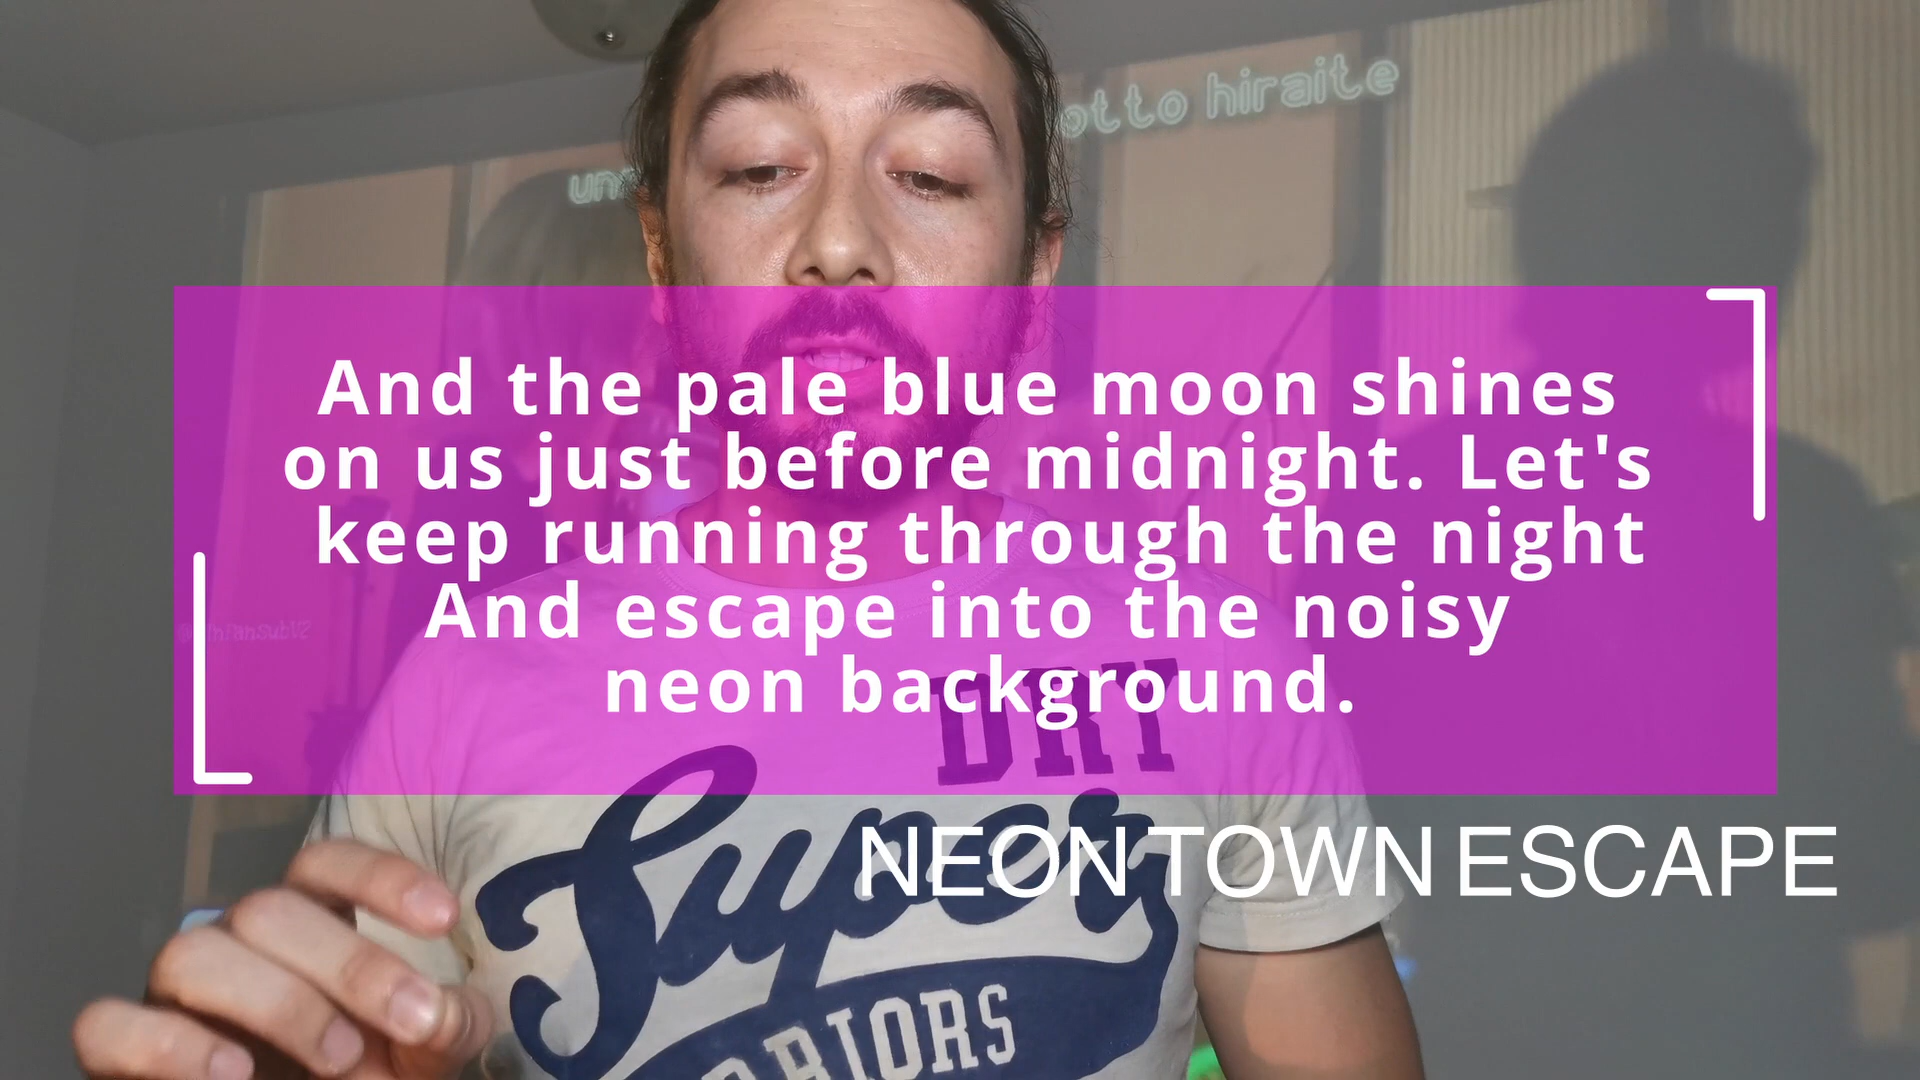 otto hiraite
And the pale blue moon shines
on us just before midnight. Let's
keep running through the night
And escape into the noisy
neon background.
DRY
Super
NEON TOWN ESCAPE